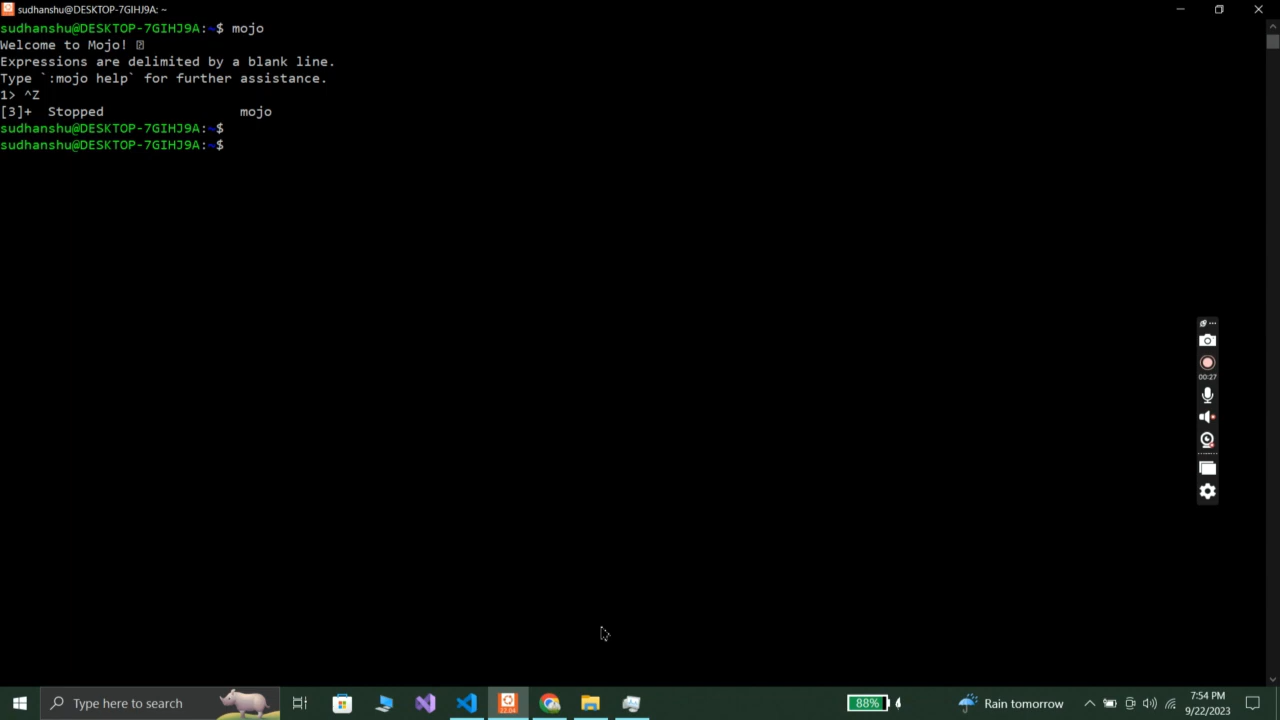 sudhanshu@DESKTOP-7GIHJ9A: ~
sudhanshu@DESKTOP-7GIHJ9A:~$ mojo
Welcome to Mojo!
Expressions are delimited by a blank line.
Type `:mojo help` for further assistance.
1> ^Z
[3]+  Stopped                 mojo
sudhanshu@DESKTOP-7GIHJ9A:~$
sudhanshu@DESKTOP-7GIHJ9A:~$
00:27
Type here to search
22.04
88%
Rain tomorrow
7:54 PM
9/22/2023